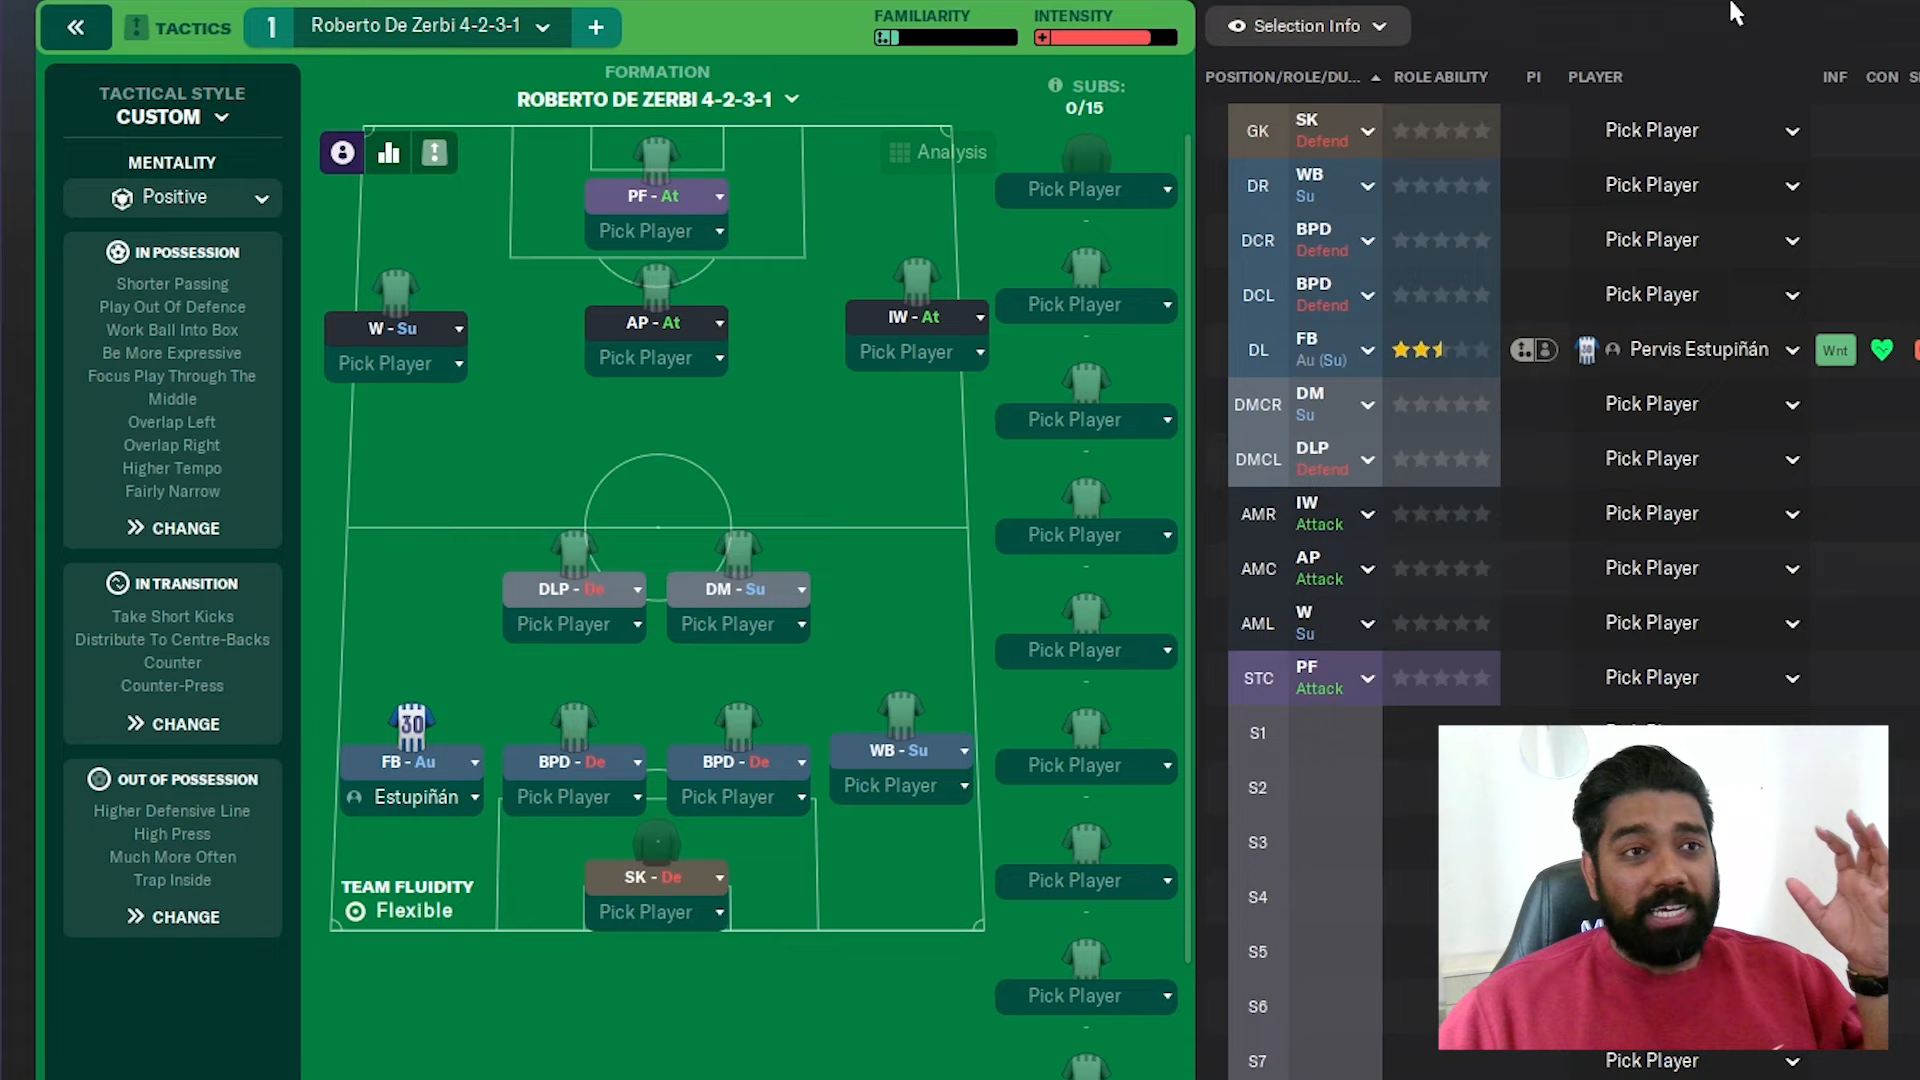 TACTICS
1
Roberto De Zerbi 4-2-3-1
+
FAMILIARITY
INTENSITY
TACTICAL STYLE
CUSTOM
MENTALITY
Positive
IN POSSESSION
Shorter Passing
Play Out Of Defence
Work Ball Into Box
Be More Expressive
Focus Play Through The
Middle
Overlap Left
Overlap Right
Higher Tempo
Fairly Narrow
CHANGE
IN TRANSITION
Take Short Kicks
Distribute To Centre-Backs
Counter
Counter-Press
CHANGE
OUT OF POSSESSION
Higher Defensive Line
High Press
Much More Often
Trap Inside
CHANGE
FORMATION
ROBERTO DE ZERBI 4-2-3-1
Analysis
PF - At
Pick Player
W - Su
Pick Player
AP - At
Pick Player
IW - At
Pick Player
DLP - De
Pick Player
DM - Su
Pick Player
30
FB - Au
Estupiñán
BPD - De
Pick Player
BPD - De
Pick Player
WB - Su
Pick Player
SK - De
Pick Player
TEAM FLUIDITY
Flexible
SUBS:
0/15
Pick Player
-
Pick Player
-
Pick Player
-
Pick Player
-
Pick Player
-
Pick Player
-
Pick Player
-
Pick Player
-
Selection Info
POSITION/ROLE/DU... ROLE ABILITY PI PLAYER INF CON
GK SK Defend Pick Player
DR WB Su Pick Player
DCR BPD Defend Pick Player
DCL BPD Defend Pick Player
DL FB Au (Su) 30 Pervis Estupiñán Wnt
DMCR DM Su Pick Player
DMCL DLP Defend Pick Player
AMR IW Attack Pick Player
AMC AP Attack Pick Player
AML W Su Pick Player
STC PF Attack Pick Player
S1
S2
S3
S4
S5
S6
S7 Pick Player